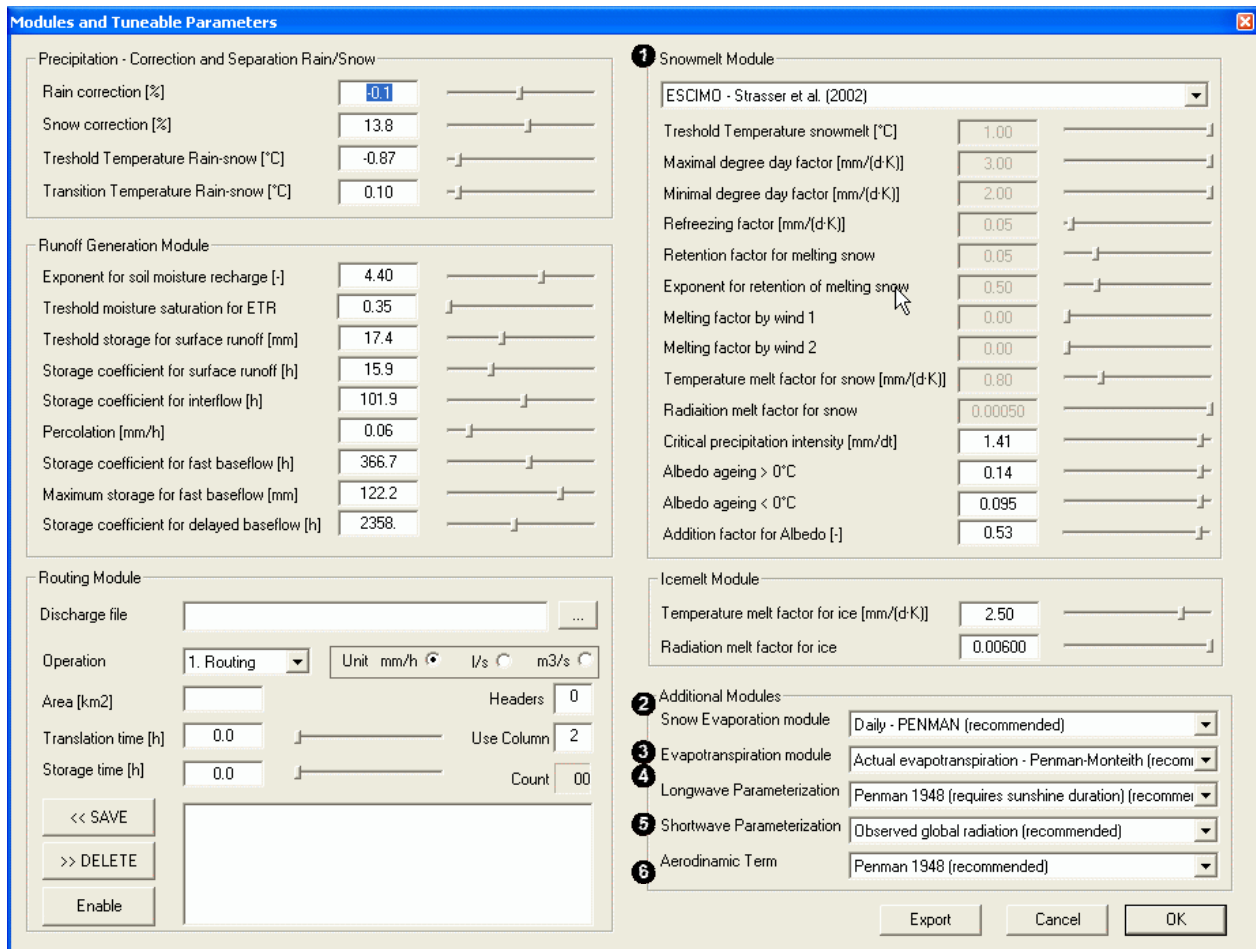 Modules and Tuneable Parameters
Precipitation - Correction and Separation Rain/Snow
Rain correction [%] -0.1
Snow correction [%] 13.8
Treshold Temperature Rain-snow [°C] -0.87
Transition Temperature Rain-snow [°C] 0.10
Runoff Generation Module
Exponent for soil moisture recharge [-] 4.40
Treshold moisture saturation for ETR 0.35
Treshold storage for surface runoff [mm] 17.4
Storage coefficient for surface runoff [h] 15.9
Storage coefficient for interflow [h] 101.9
Percolation [mm/h] 0.06
Storage coefficient for fast baseflow [h] 366.7
Maximum storage for fast baseflow [mm] 122.2
Storage coefficient for delayed baseflow [h] 2358.
Routing Module
Discharge file ...
Operation 1. Routing Unit mm/h l/s m3/s
Area [km2] Headers 0
Translation time [h] 0.0 Use Column 2
Storage time [h] 0.0 Count 00
<< SAVE
>> DELETE
Enable
1 Snowmelt Module
ESCIMO - Strasser et al. (2002)
Treshold Temperature snowmelt [°C] 1.00
Maximal degree day factor [mm/(d·K)] 3.00
Minimal degree day factor [mm/(d·K)] 2.00
Refreezing factor [mm/(d·K)] 0.05
Retention factor for melting snow 0.05
Exponent for retention of melting snow 0.50
Melting factor by wind 1 0.00
Melting factor by wind 2 0.00
Temperature melt factor for snow [mm/(d·K)] 0.80
Radiaition melt factor for snow 0.00050
Critical precipitation intensity [mm/dt] 1.41
Albedo ageing > 0°C 0.14
Albedo ageing < 0°C 0.095
Addition factor for Albedo [-] 0.53
Icemelt Module
Temperature melt factor for ice [mm/(d·K)] 2.50
Radiation melt factor for ice 0.00600
Additional Modules
2 Snow Evaporation module Daily - PENMAN (recommended)
3 Evapotranspiration module Actual evapotranspiration - Penman-Monteith (recom
4 Longwave Parameterization Penman 1948 (requires sunshine duration) (recommer
5 Shortwave Parameterization Observed global radiation (recommended)
6 Aerodinamic Term Penman 1948 (recommended)
Export Cancel OK